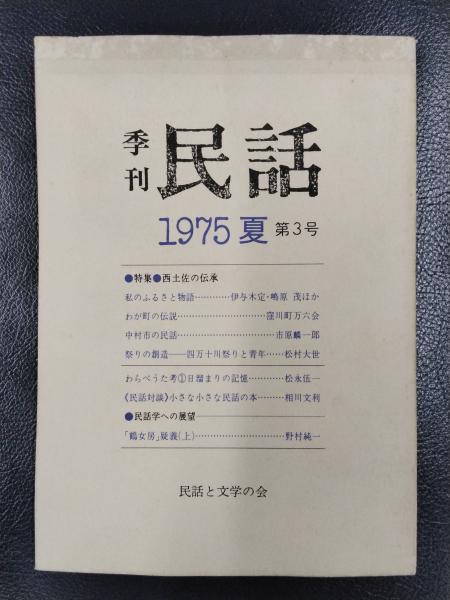 季刊 民話
1975 夏 第3号
●特集●西土佐の伝承
私のふるさと物語…………伊与木定・嶋原 茂ほか
わが町の伝説…………………………窪川町万六会
中村市の民話……………………………市原麟一郎
祭りの創造――四万十川祭りと青年……松村大世
わらべうた考①日溜まりの記憶…………松永伍一
《民話対談》小さな小さな民話の本………相川文利
●民話学への展望
「鶴女房」疑義(上)…………………………野村純一
民話と文学の会